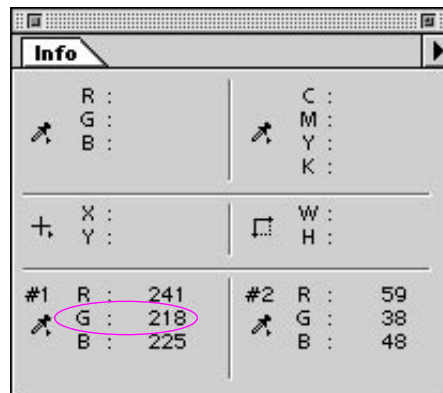 Info
R :
G :
B :
C :
M :
Y :
K :
X :
Y :
W :
H :
#1 R : 241
G : 218
B : 225
#2 R : 59
G : 38
B : 48